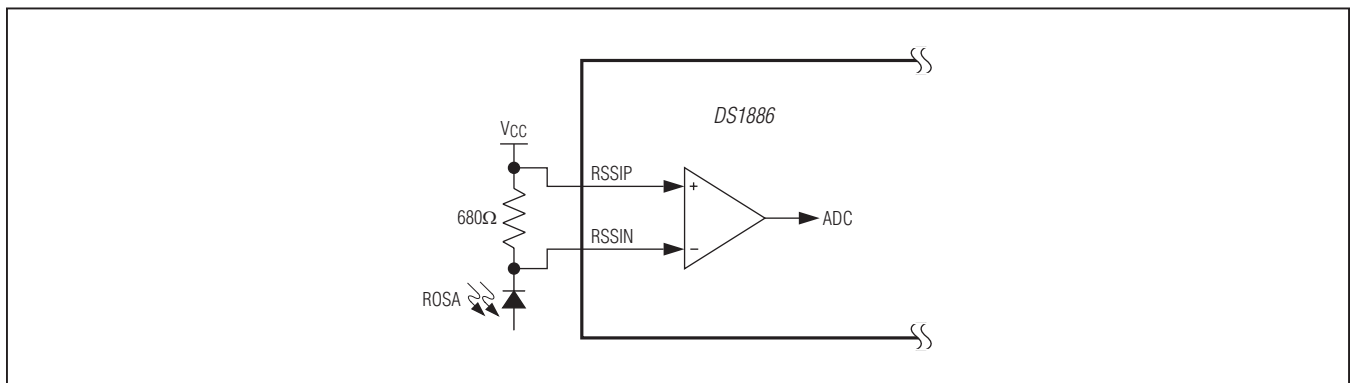 DS1886
VCC
RSSIP
+
680Ω
ADC
RSSIN
−
ROSA